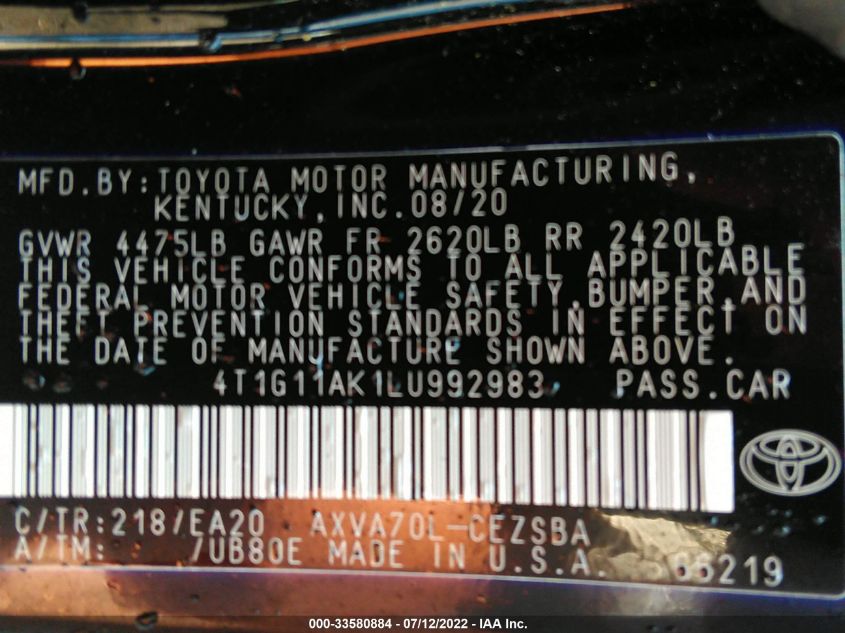 MFD.BY:TOYOTA MOTOR MANUFACTURING,
KENTUCKY,INC.08/20
GVWR 4475LB GAWR FR 2620LB RR 2420LB
THIS VEHICLE CONFORMS TO ALL APPLICABLE
FEDERAL MOTOR VEHICLE SAFETY,BUMPER,AND
THEFT PREVENTION STANDARDS IN EFFECT ON
THE DATE OF MANUFACTURE SHOWN ABOVE.
4T1G11AK1LU992983 PASS.CAR
C/TR:218/EA20 AXVA70L-CEZSBA
A/TM: /UB80E MADE IN U.S.A.
000-33580884 - 07/12/2022 - IAA Inc.